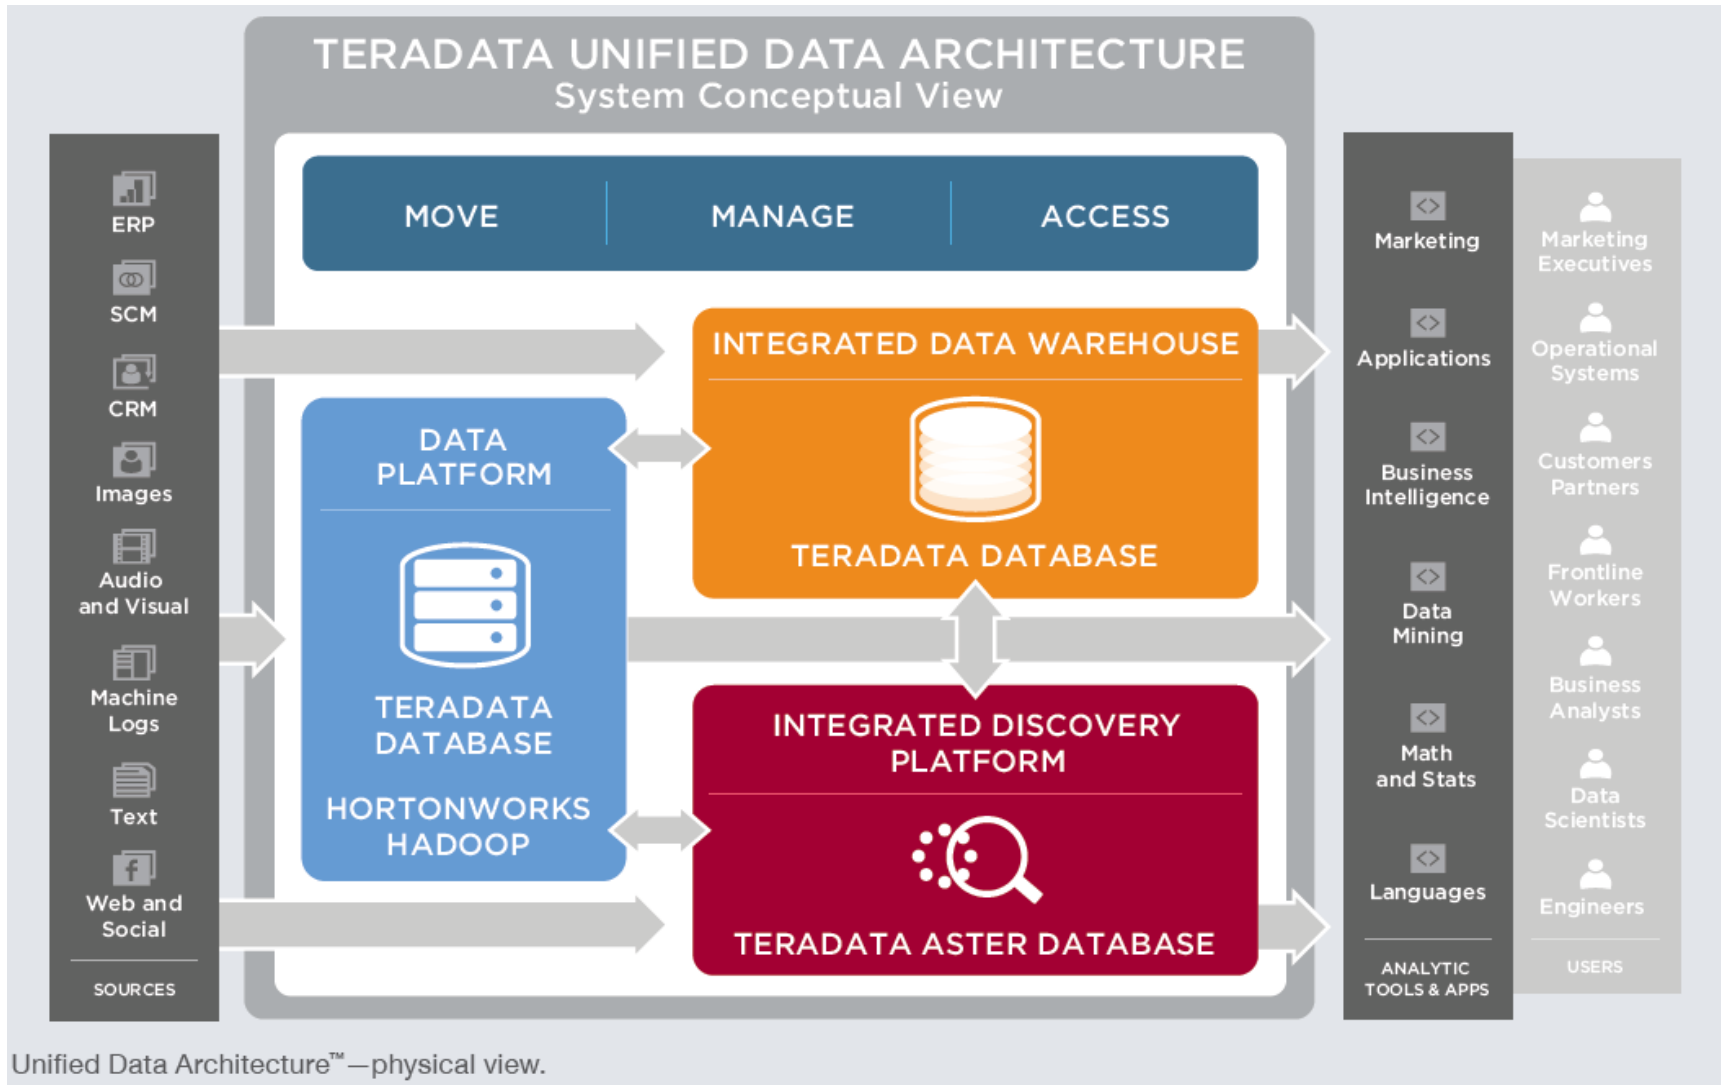 TERADATA UNIFIED DATA ARCHITECTURE
System Conceptual View
ERP
SCM
CRM
Images
Audio
and Visual
Machine
Logs
Text
Web and
Social
SOURCES
MOVE
MANAGE
ACCESS
DATA
PLATFORM
TERADATA
DATABASE
HORTONWORKS
HADOOP
INTEGRATED DATA WAREHOUSE
TERADATA DATABASE
INTEGRATED DISCOVERY
PLATFORM
TERADATA ASTER DATABASE
Marketing
Applications
Business
Intelligence
Data
Mining
Math
and Stats
Languages
ANALYTIC
TOOLS & APPS
Marketing
Executives
Operational
Systems
Customers
Partners
Frontline
Workers
Business
Analysts
Data
Scientists
Engineers
USERS
Unified Data Architecture™—physical view.